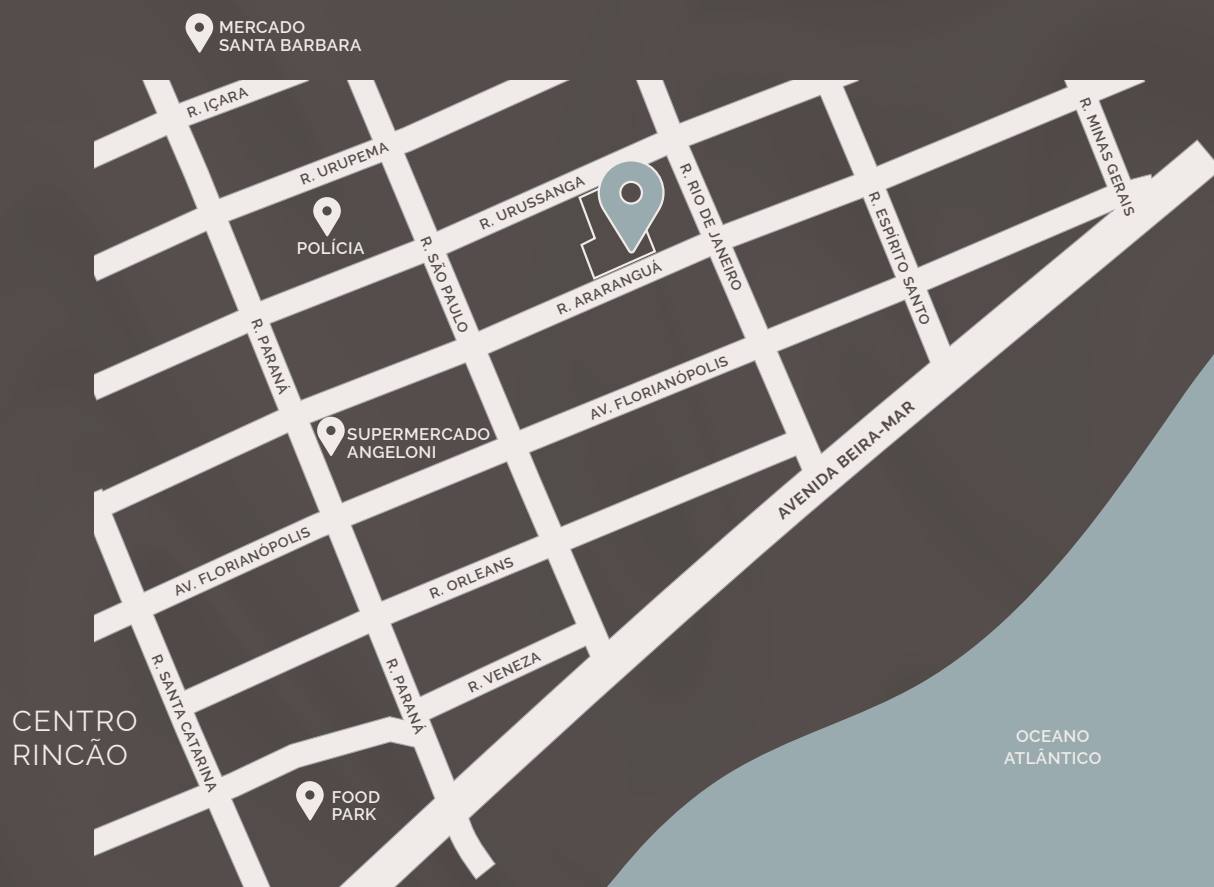 MERCADO
SANTA BARBARA
R. IÇARA
R. MINAS GERAIS
R. URUPEMA
R. URUSSANGA
R. RIO DE JANEIRO
R. ESPÍRITO SANTO
POLÍCIA
R. SÃO PAULO
R. ARARANGUÁ
R. PARANÁ
AV. FLORIANÓPOLIS
SUPERMERCADO
ANGELONI
AVENIDA BEIRA-MAR
AV. FLORIANÓPOLIS
R. ORLEANS
R. VENEZA
R. SANTA CATARINA
R. PARANÁ
CENTRO
RINCÃO
OCEANO
ATLÂNTICO
FOOD
PARK